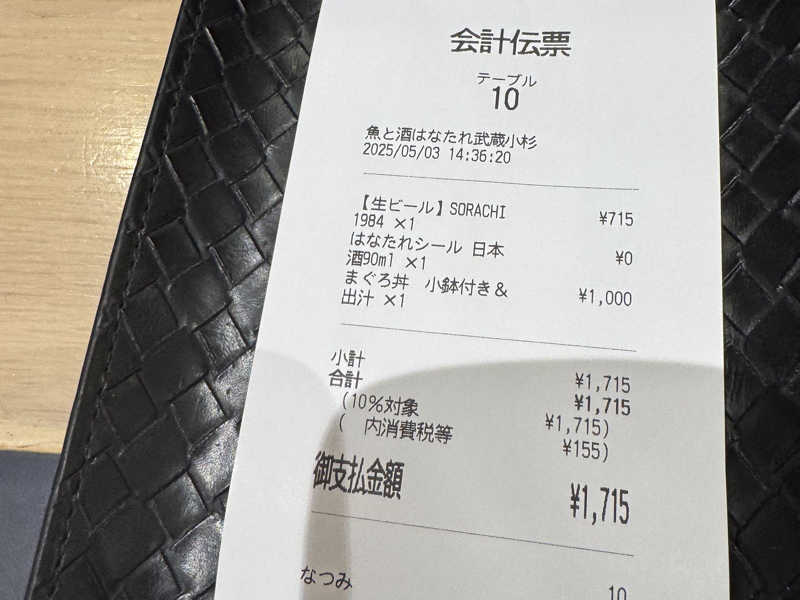 会計伝票
テーブル
10
魚と酒はなたれ武蔵小杉
2025/05/03 14:36:20
【生ビール】SORACHI
1984 ×1 ¥715
はなたれシール 日本
酒90ml ×1 ¥0
まぐろ丼 小鉢付き&
出汁 ×1 ¥1,000
小計 ¥1,715
合計 ¥1,715
(10%対象 ¥1,715)
( 内消費税等 ¥155)
御支払金額 ¥1,715
なつみ 10